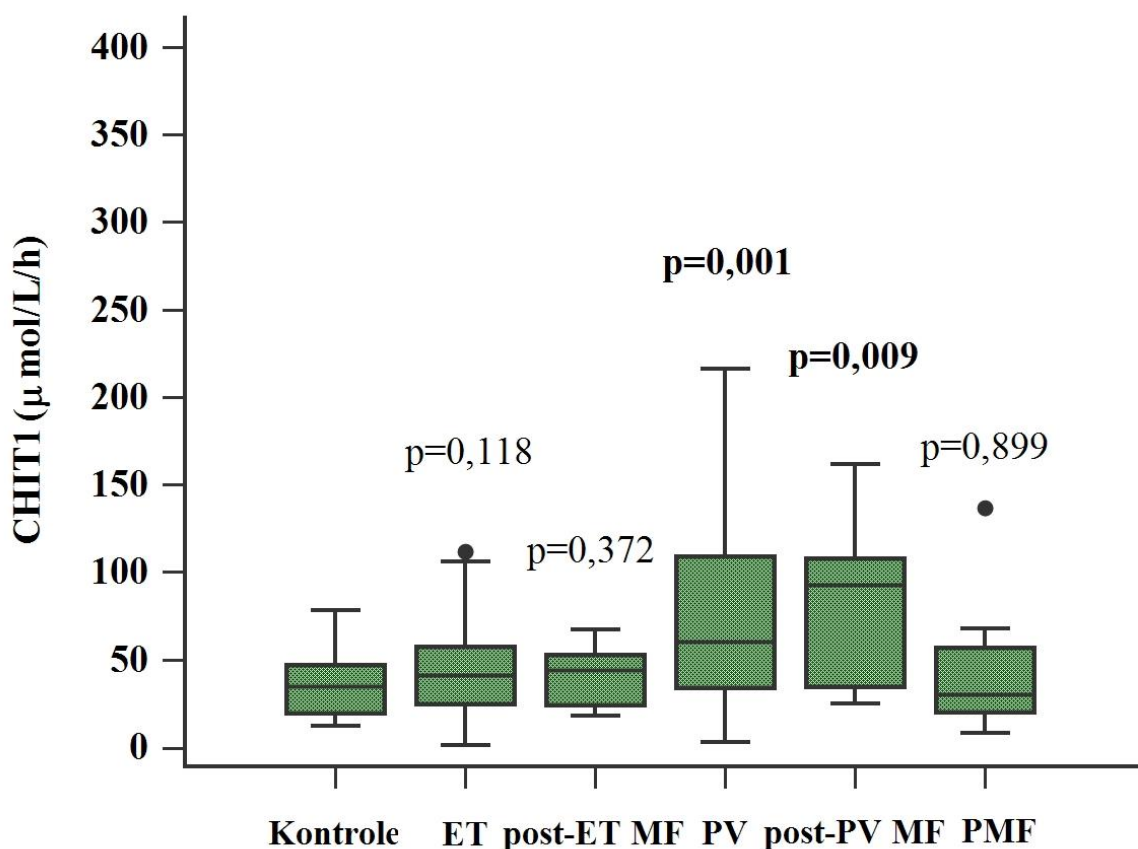 CHIT1 (µ mol/L/h)
400
350
300
250
200
150
100
50
0
p=0,118
p=0,372
p=0,001
p=0,009
p=0,899
Kontrole ET post-ET MF PV post-PV MF PMF